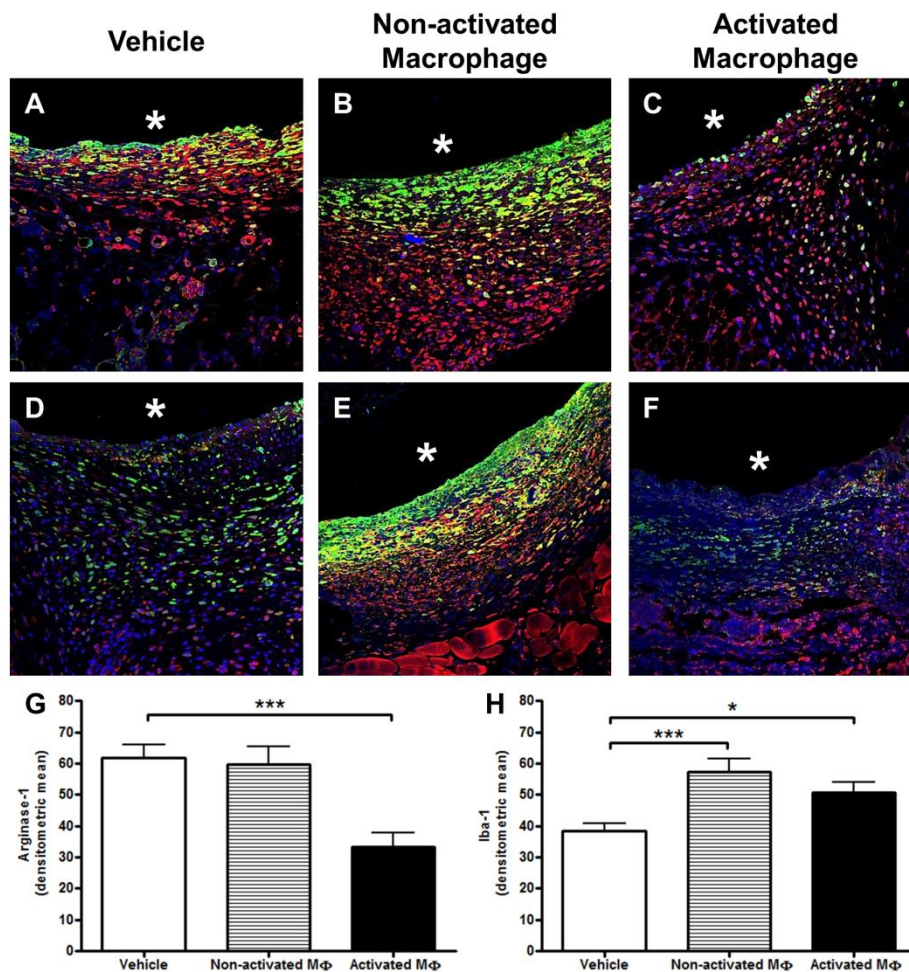 Vehicle
Non-activated
Macrophage
Activated
Macrophage
A
*
B
*
C
*
D
*
E
*
F
*
G
***
80
70
60
50
40
30
20
10
0
Arginase-1
(densitometric mean)
Vehicle
Non-activated MΦ
Activated MΦ
H
*
***
80
70
60
50
40
30
20
10
0
Iba-1
(densitometric mean)
Vehicle
Non-activated MΦ
Activated MΦ